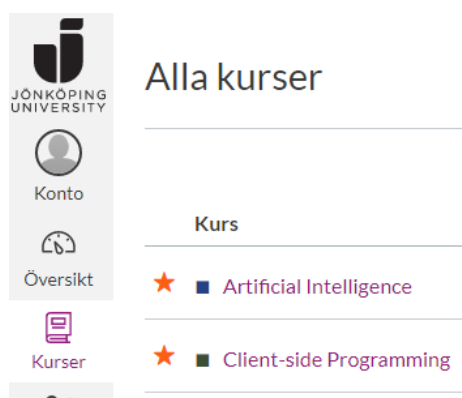 JÖNKÖPING
UNIVERSITY
Konto
Översikt
Kurser
Alla kurser
Kurs
Artificial Intelligence
Client-side Programming